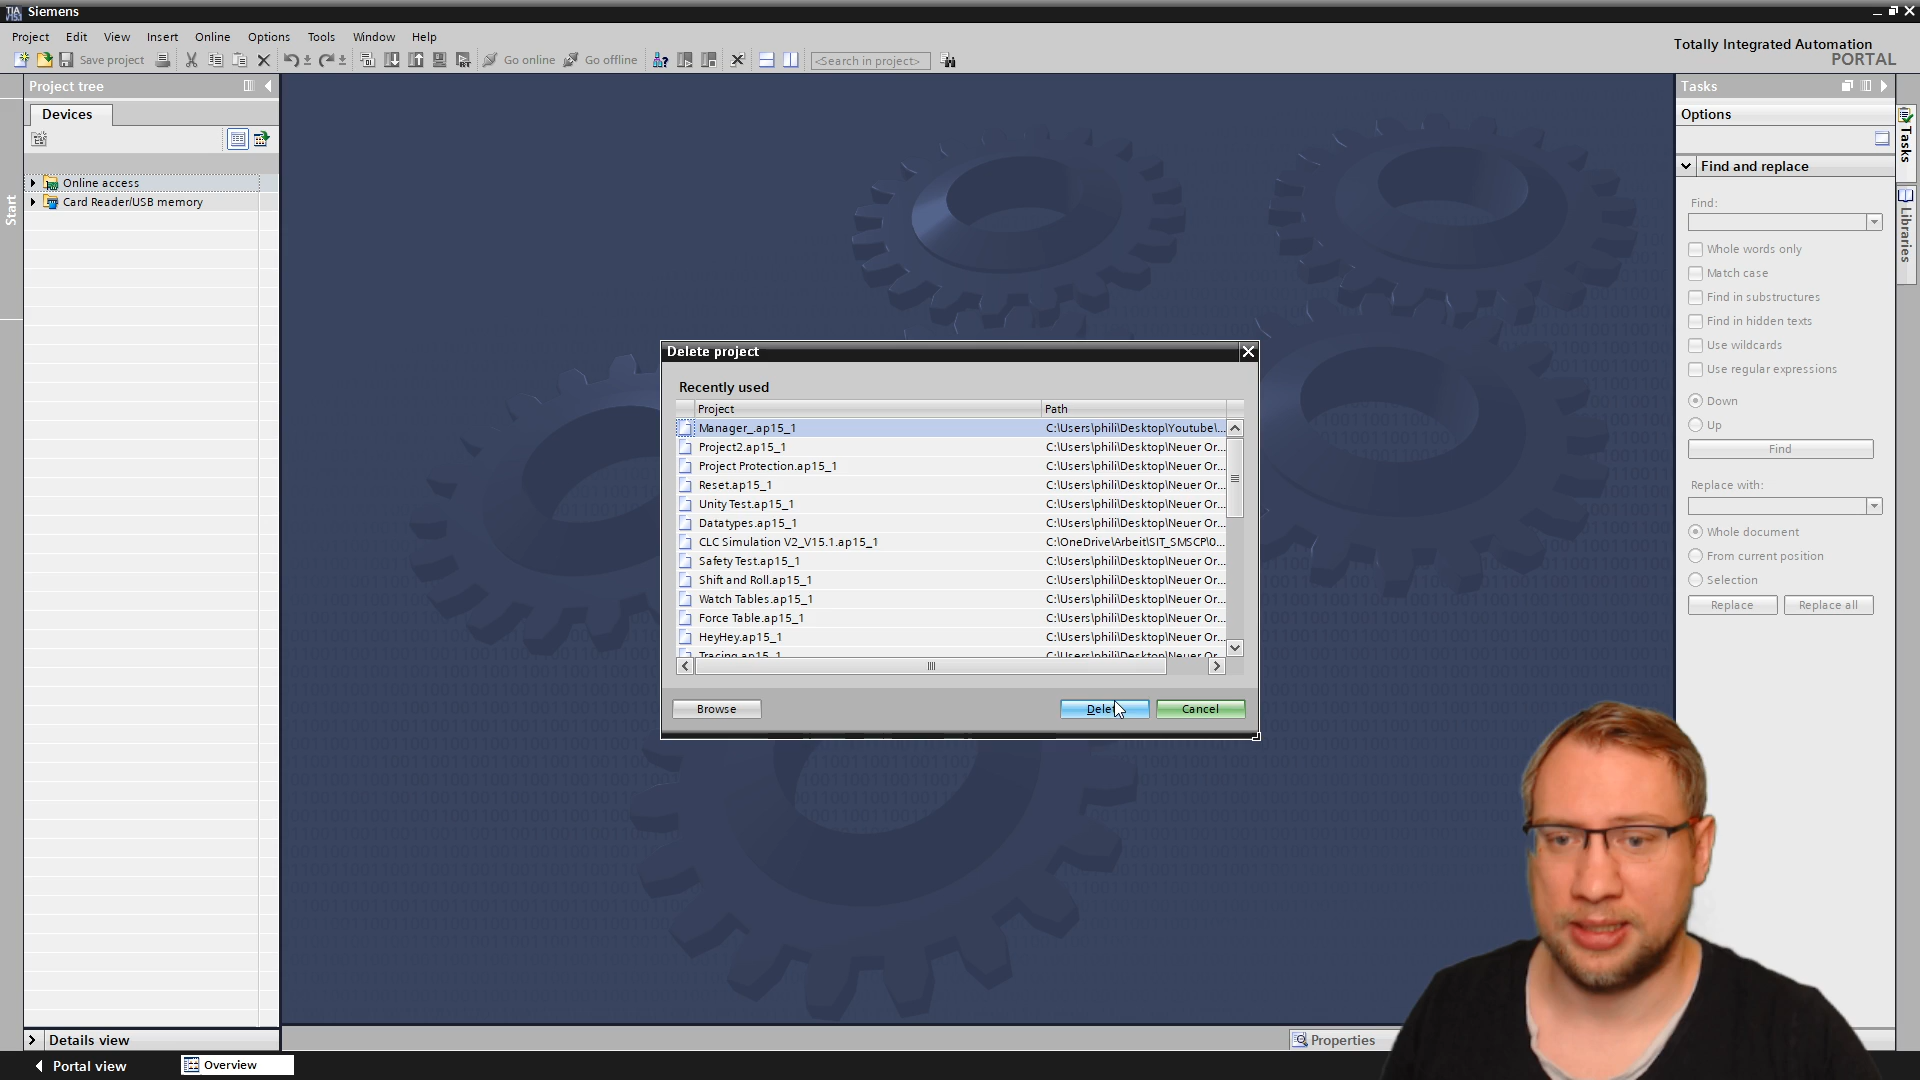 Siemens
Project Edit View Insert Online Options Tools Window Help
Totally Integrated Automation
PORTAL
Save project
Go online
Go offline
<Search in project>
Project tree
Devices
Start
Online access
Card Reader/USB memory
Delete project
Recently used
Project Path
Manager_.ap15_1 C:\Users\phili\Desktop\Youtube\...
Project2.ap15_1 C:\Users\phili\Desktop\Neuer Or...
Project Protection.ap15_1 C:\Users\phili\Desktop\Neuer Or...
Reset.ap15_1 C:\Users\phili\Desktop\Neuer Or...
Unity Test.ap15_1 C:\Users\phili\Desktop\Neuer Or...
Datatypes.ap15_1 C:\Users\phili\Desktop\Neuer Or...
CLC Simulation V2_V15.1.ap15_1 C:\OneDrive\Arbeit\SIT_SMSCP\0...
Safety Test.ap15_1 C:\Users\phili\Desktop\Neuer Or...
Shift and Roll.ap15_1 C:\Users\phili\Desktop\Neuer Or...
Watch Tables.ap15_1 C:\Users\phili\Desktop\Neuer Or...
Force Table.ap15_1 C:\Users\phili\Desktop\Neuer Or...
HeyHey.ap15_1 C:\Users\phili\Desktop\Neuer Or...
Tracing.ap15_1 C:\Users\phili\Desktop\Neuer Or...
Browse
Delet
Cancel
Tasks
Options
Find and replace
Find:
Whole words only
Match case
Find in substructures
Find in hidden texts
Use wildcards
Use regular expressions
Down
Up
Find
Replace with:
Whole document
From current position
Selection
Replace
Replace all
Tasks
Libraries
Details view
Properties
Portal view
Overview